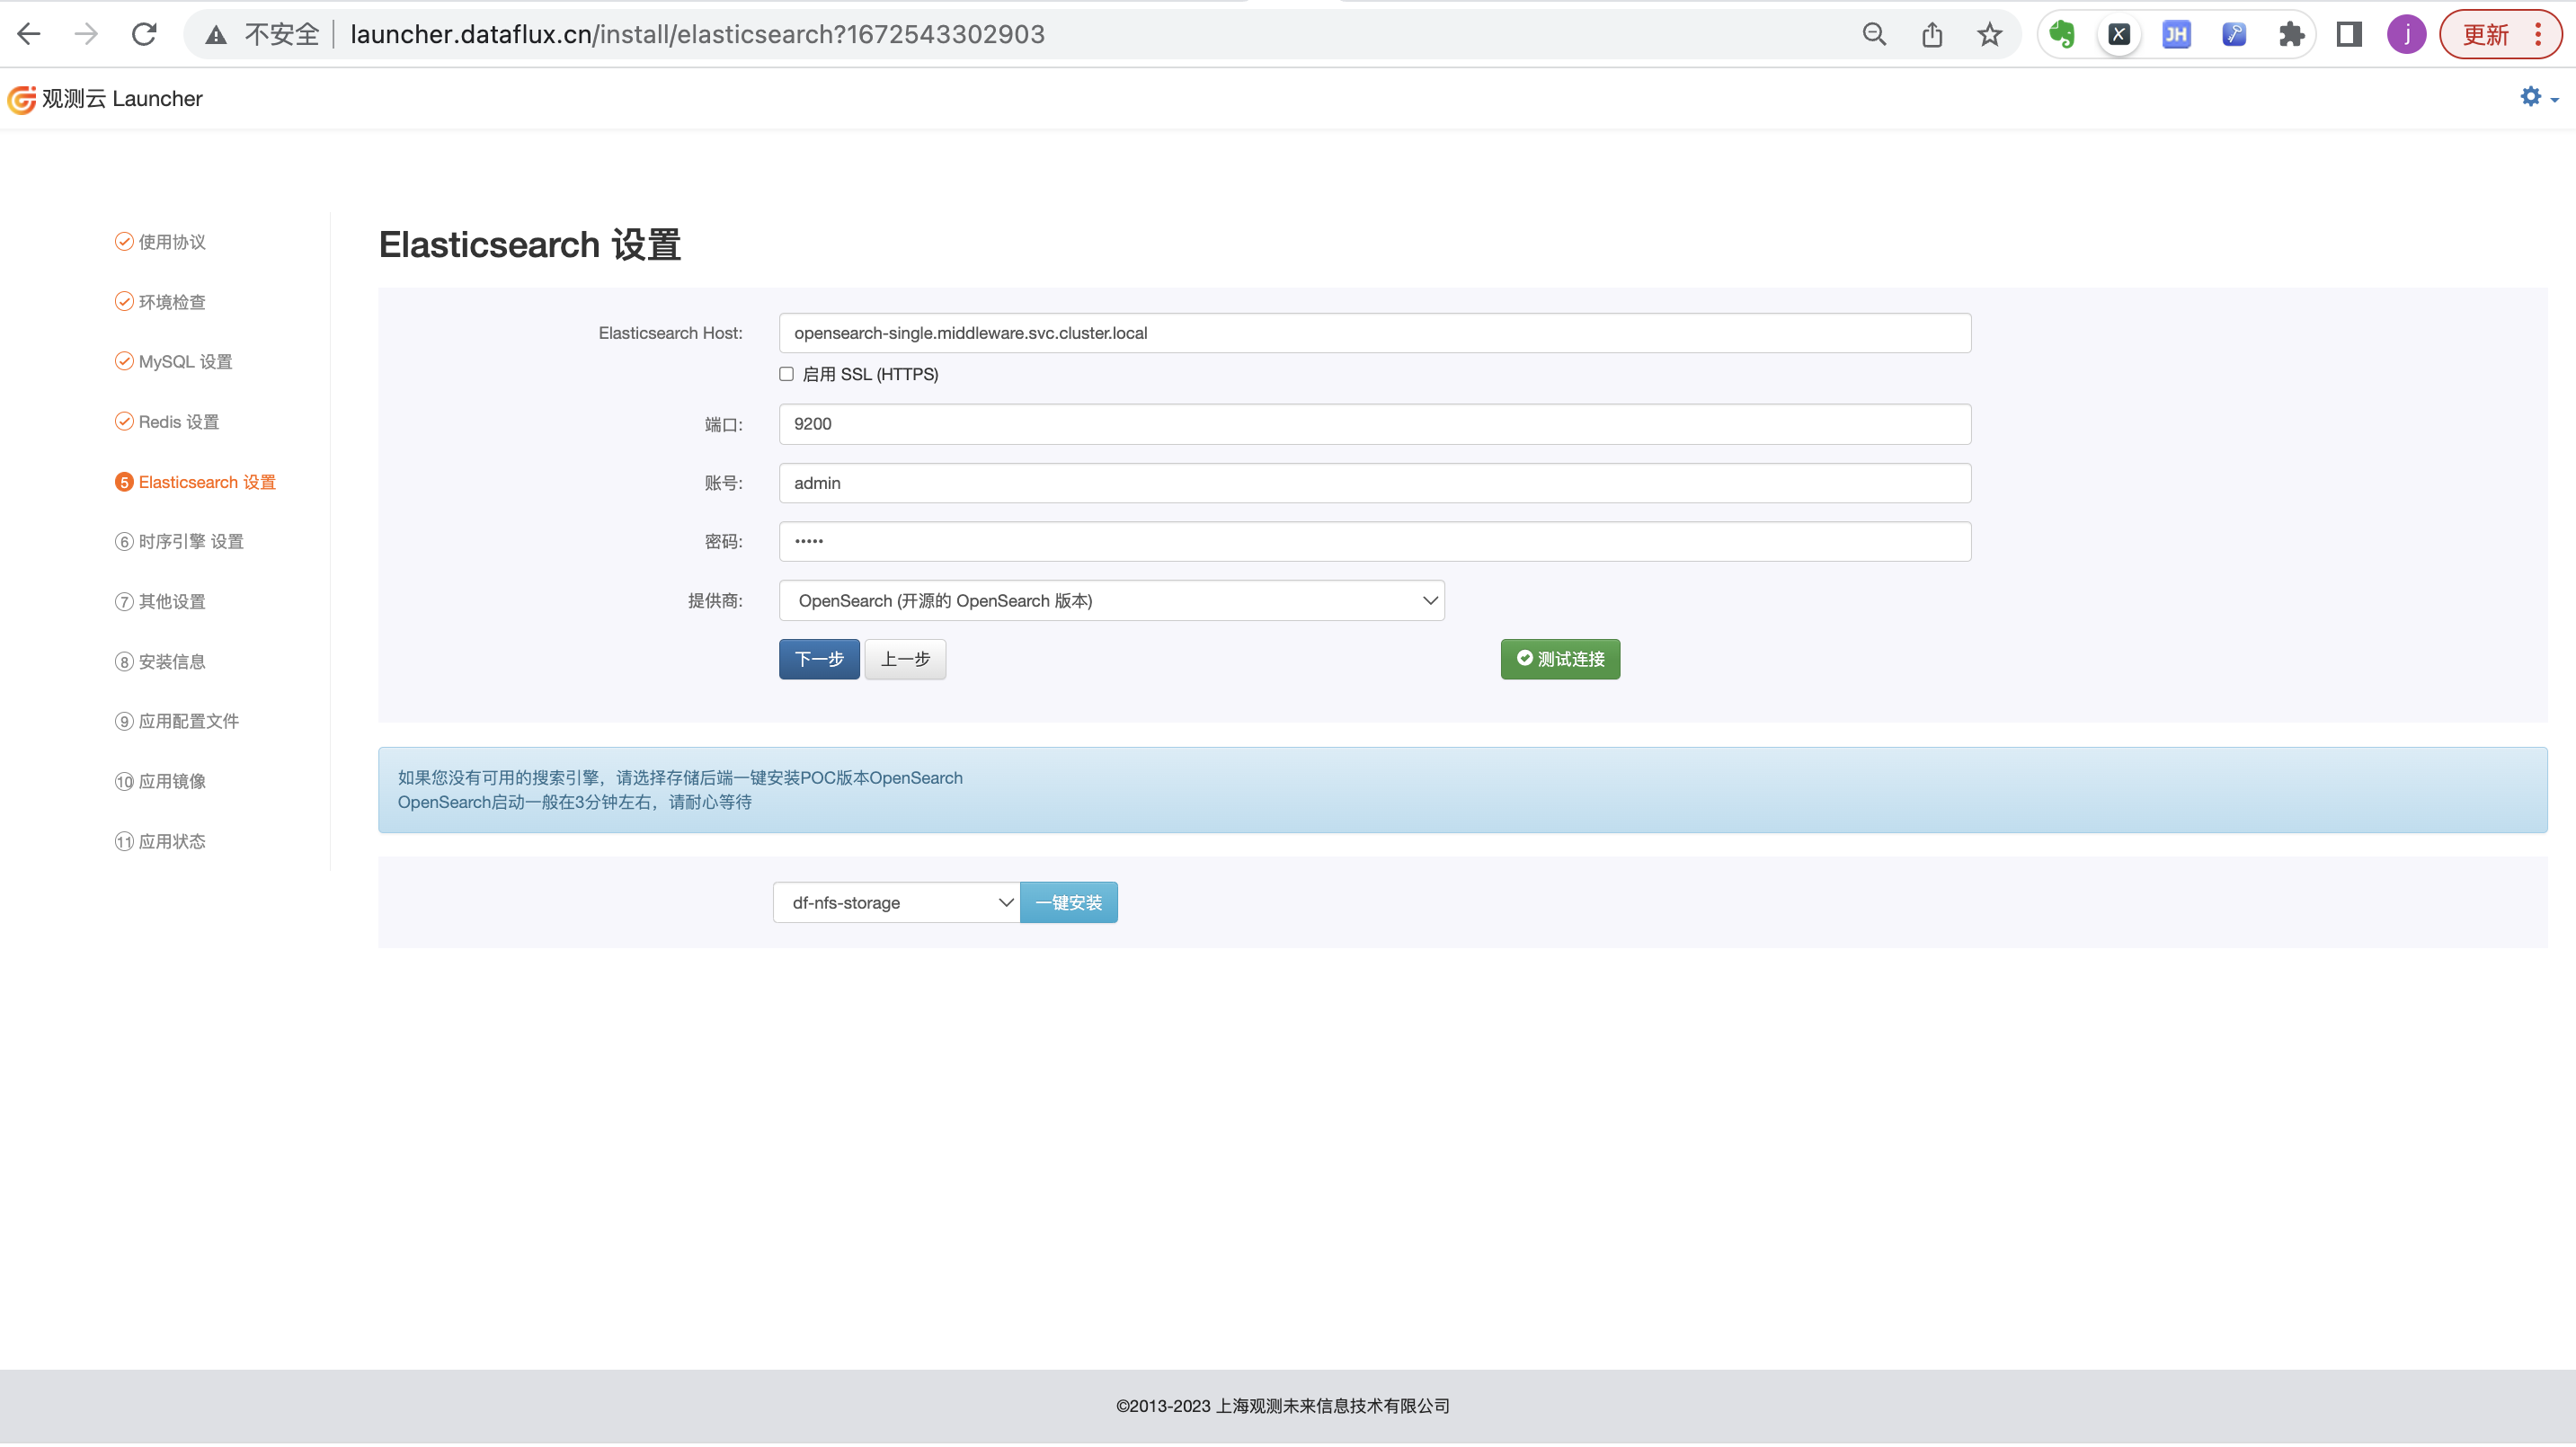 不安全 launcher.dataflux.cn/install/elasticsearch?1672543302903 JH j 更新
观测云 Launcher
使用协议
环境检查
MySQL 设置
Redis 设置
5 Elasticsearch 设置
6 时序引擎 设置
7 其他设置
8 安装信息
9 应用配置文件
10 应用镜像
11 应用状态
Elasticsearch 设置
Elasticsearch Host: opensearch-single.middleware.svc.cluster.local
启用 SSL (HTTPS)
端口: 9200
账号: admin
密码: •••••
提供商: OpenSearch (开源的 OpenSearch 版本)
下一步 上一步 测试连接
如果您没有可用的搜索引擎，请选择存储后端一键安装POC版本OpenSearch
OpenSearch启动一般在3分钟左右，请耐心等待
df-nfs-storage 一键安装
©2013-2023 上海观测未来信息技术有限公司